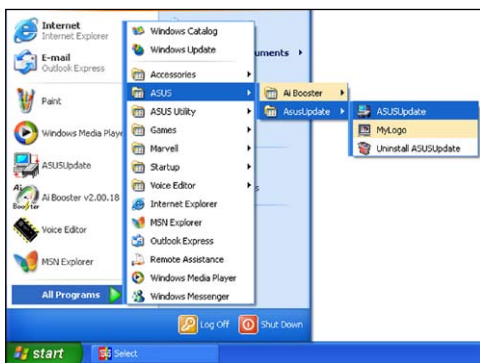 Internet
Internet Explorer
E-mail
Outlook Express
Paint
Windows Media Playe
ASUSUpdate
Ai Booster v2.00.18
Voice Editor
MSN Explorer
All Programs
Windows Catalog
Windows Update
Accessories
ASUS
ASUS Utility
Games
Marvell
Startup
Voice Editor
Internet Explorer
MSN Explorer
Outlook Express
Remote Assistance
Windows Media Player
Windows Messenger
uments
s
Ai Booster
AsusUpdate
ASUSUpdate
MyLogo
Uninstall ASUSUpdate
Log Off
Shut Down
start
Select